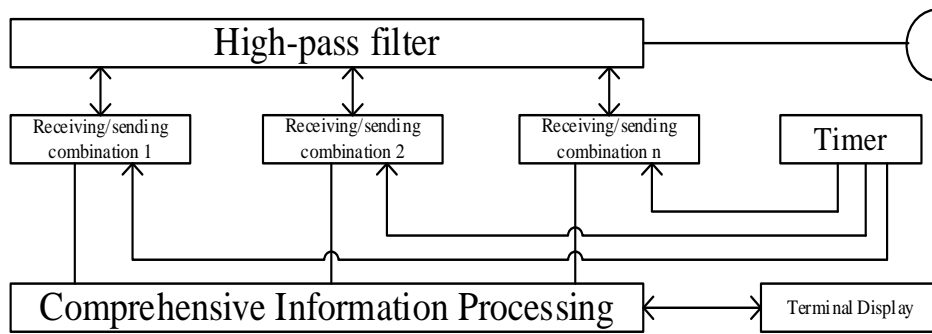 High-pass filter
Receiving/sending
combination 1
Receiving/sending
combination 2
Receiving/sending
combination n
Timer
Comprehensive Information Processing
Terminal Display